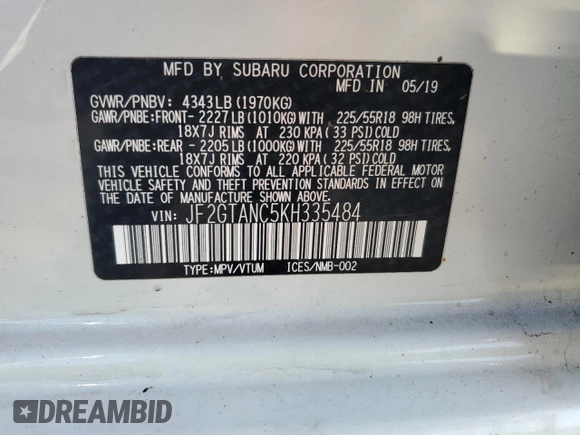 MFD BY SUBARU CORPORATION
MFD IN 05/19
GVWR/PNBV: 4343LB(1970KG)
GAWR/PNBE:FRONT- 2227LB(1010KG)WITH 225/55R18 98H TIRES,
18X7J RIMS AT 230 KPA(33 PSI)COLD
GAWR/PNBE:REAR - 2205LB(1000KG)WITH 225/55R18 98H TIRES,
18X7J RIMS AT 220 KPA(32 PSI)COLD
THIS VEHICLE CONFORMS TO ALL APPLICABLE FEDERAL MOTOR
VEHICLE SAFETY AND THEFT PREVENTION STANDARDS IN EFFECT ON
THE DATE OF MANUFACTURE SHOWN ABOVE.
VIN: JF2GTANC5KH335484
TYPE:MPV/VTUM ICES/NMB-002
DREAMBID